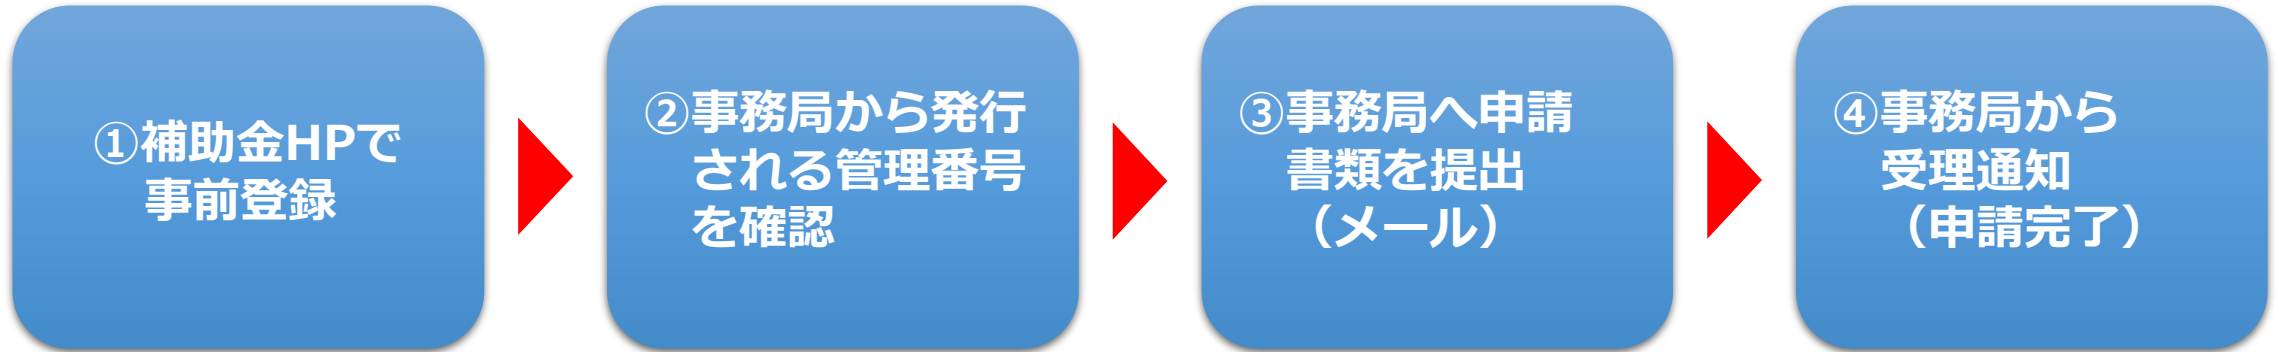 ①補助金HPで
事前登録
②事務局から発行
される管理番号
を確認
③事務局へ申請
書類を提出
（メール）
④事務局から
受理通知
（申請完了）